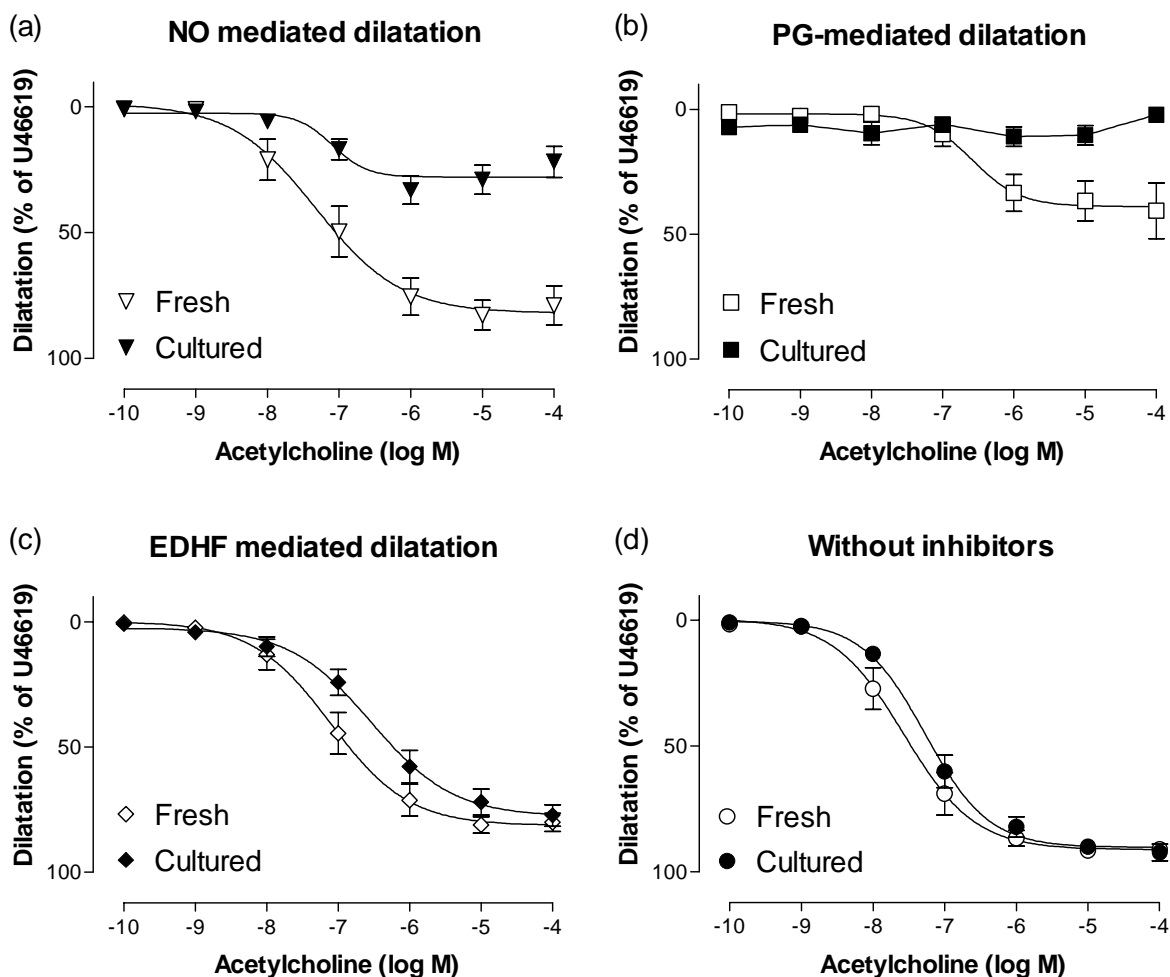 (a)
NO mediated dilatation
Dilatation (% of U46619)
0
50
100
Fresh
Cultured
-10 -9 -8 -7 -6 -5 -4
Acetylcholine (log M)
(b)
PG-mediated dilatation
Dilatation (% of U46619)
0
50
100
Fresh
Cultured
-10 -9 -8 -7 -6 -5 -4
Acetylcholine (log M)
(c)
EDHF mediated dilatation
Dilatation (% of U46619)
0
50
100
Fresh
Cultured
-10 -9 -8 -7 -6 -5 -4
Acetylcholine (log M)
(d)
Without inhibitors
Dilatation (% of U46619)
0
50
100
Fresh
Cultured
-10 -9 -8 -7 -6 -5 -4
Acetylcholine (log M)